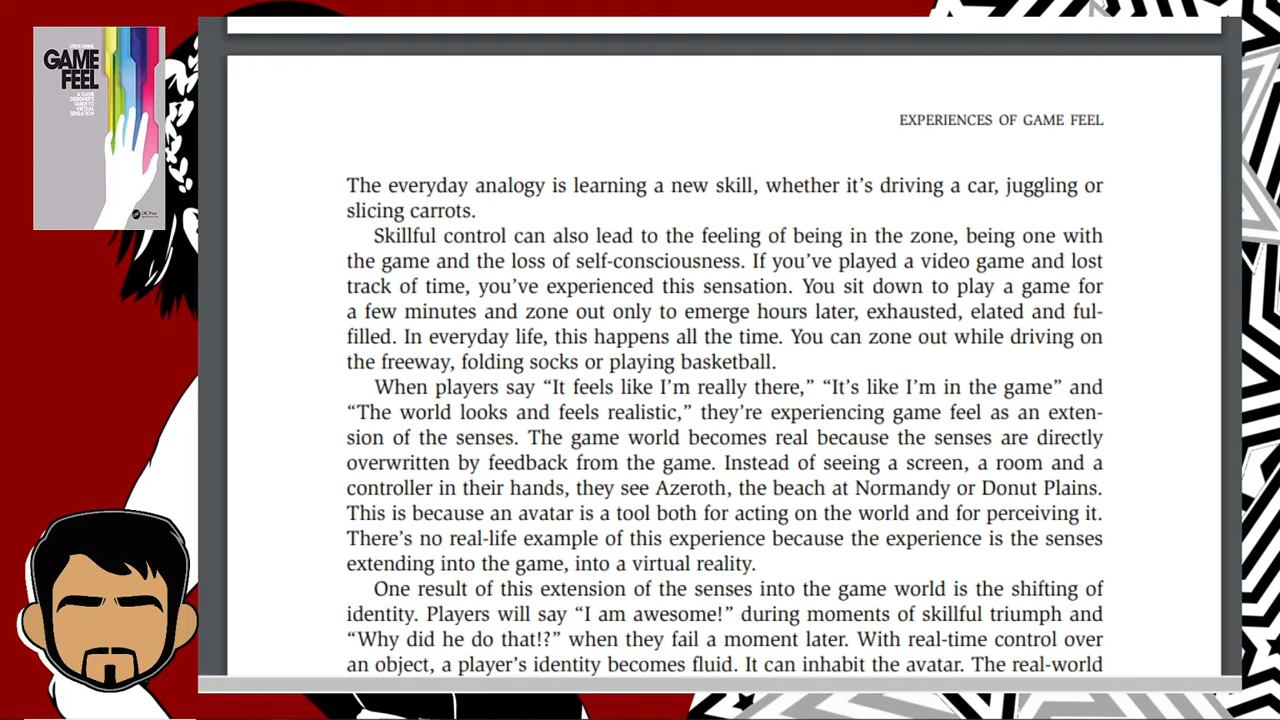 STEVE SWINK
GAME
FEEL
A GAME
DESIGNER'S
GUIDE TO
VIRTUAL
SENSATION
CRC Press
EXPERIENCES OF GAME FEEL
The everyday analogy is learning a new skill, whether it's driving a car, juggling or
slicing carrots.
Skillful control can also lead to the feeling of being in the zone, being one with
the game and the loss of self-consciousness. If you've played a video game and lost
track of time, you've experienced this sensation. You sit down to play a game for
a few minutes and zone out only to emerge hours later, exhausted, elated and ful-
filled. In everyday life, this happens all the time. You can zone out while driving on
the freeway, folding socks or playing basketball.
When players say “It feels like I'm really there,” “It's like I'm in the game” and
“The world looks and feels realistic,” they're experiencing game feel as an exten-
sion of the senses. The game world becomes real because the senses are directly
overwritten by feedback from the game. Instead of seeing a screen, a room and a
controller in their hands, they see Azeroth, the beach at Normandy or Donut Plains.
This is because an avatar is a tool both for acting on the world and for perceiving it.
There's no real-life example of this experience because the experience is the senses
extending into the game, into a virtual reality.
One result of this extension of the senses into the game world is the shifting of
identity. Players will say “I am awesome!” during moments of skillful triumph and
“Why did he do that!?” when they fail a moment later. With real-time control over
an object, a player's identity becomes fluid. It can inhabit the avatar. The real-world